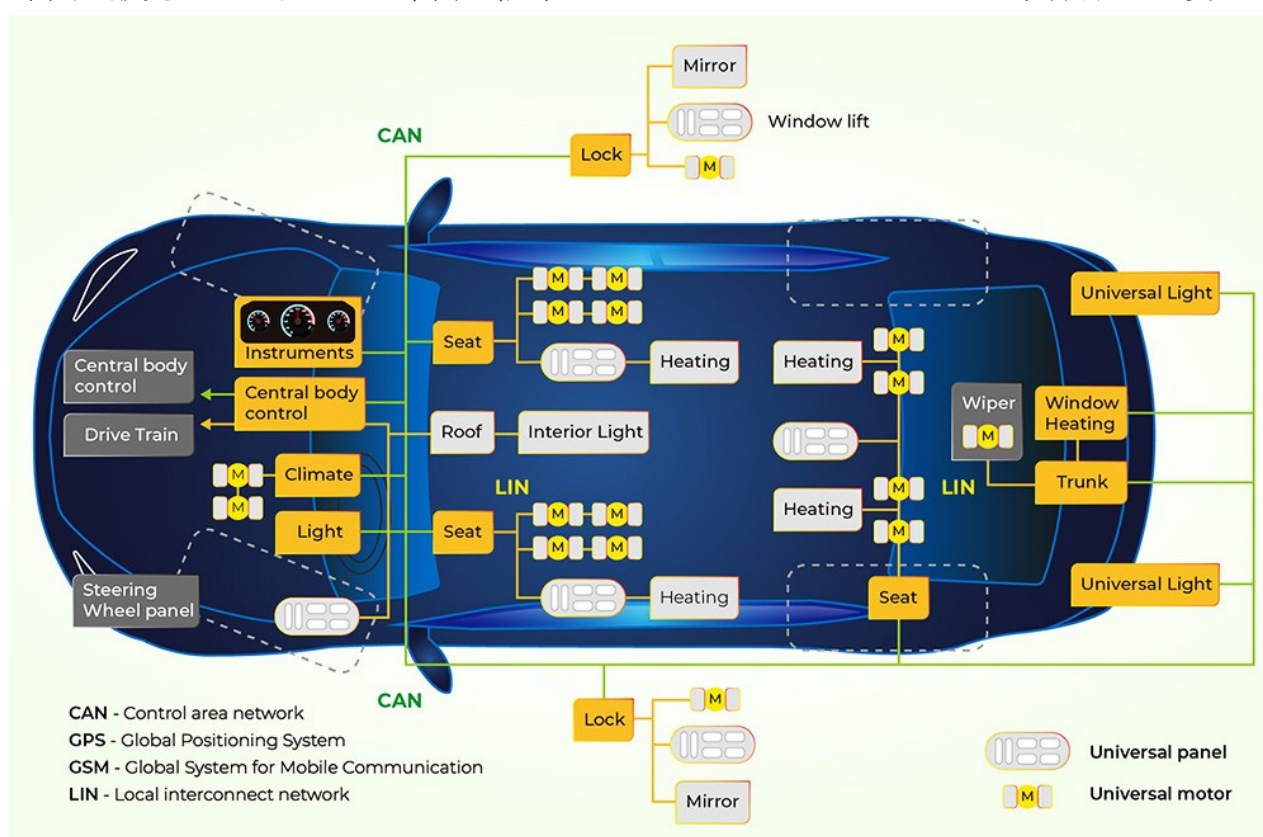 Mirror
CAN
Window lift
Lock
M
M
M
M
M
Universal Light
Instruments
Seat
Heating
Heating
M
M
Central body
control
Central body
control
Wiper
M
Window
Heating
Drive Train
Roof
Interior Light
M
M
Climate
LIN
Heating
M
M
LIN
Trunk
Light
Seat
M
M
M
M
Steering
Wheel panel
Heating
Seat
Universal Light
CAN
Lock
M
Mirror
CAN - Control area network
GPS - Global Positioning System
GSM - Global System for Mobile Communication
LIN - Local interconnect network
Universal panel
M
Universal motor